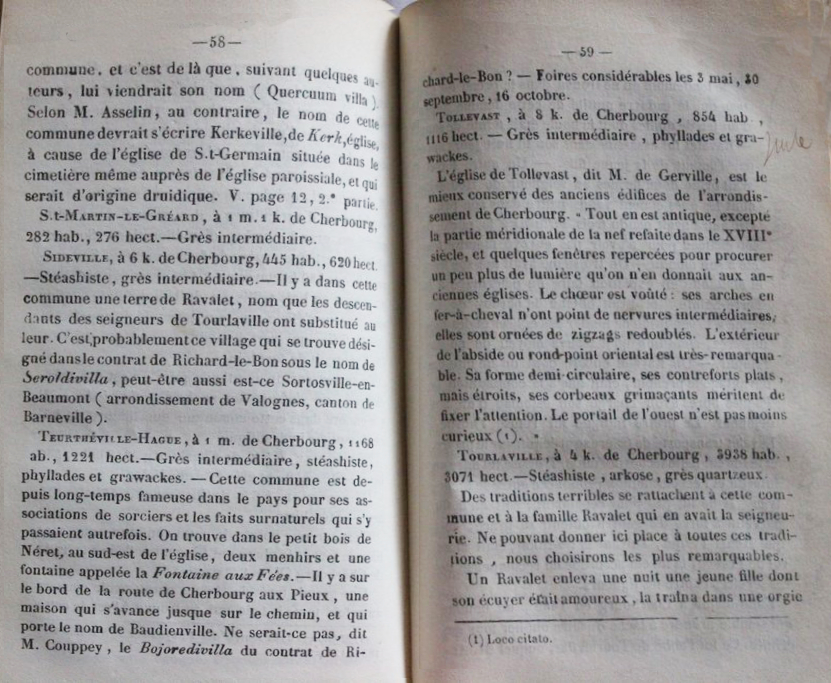 —58—
commune, et c'est de là que, suivant quelques au-
teurs, lui viendrait son nom ( Quercuum villa ).
Selon M. Asselin, au contraire, le nom de cette
commune devrait s'écrire Kerkeville, de Kerk, église,
à cause de l'église de S.t-Germain située dans le
cimetière même auprès de l'église paroissiale, et qui
serait d'origine druidique. V. page 12, 2.e partie.
S.t-Martin-le-Gréard, à 1 m. 1 k. de Cherbourg,
282 hab., 276 hect.—Grès intermédiaire.
Sideville, à 6 k. de Cherbourg, 445 hab., 620 hect.
—Stéashiste, grès intermédiaire.—Il y a dans cette
commune une terre de Ravalet, nom que les descen-
dants des seigneurs de Tourlaville ont substitué au
leur. C'est probablement ce village qui se trouve dési-
gné dans le contrat de Richard-le-Bon sous le nom de
Seroldivilla, peut-être aussi est-ce Sortosville-en-
Beaumont ( arrondissement de Valognes, canton de
Barneville ).
Teurthéville-Hague, à 1 m. de Cherbourg, 1168
ab., 1221 hect.—Grès intermédiaire, stéashiste,
phyllades et grawackes. — Cette commune est de-
puis long-temps fameuse dans le pays pour ses as-
sociations de sorciers et les faits surnaturels qui s'y
passaient autrefois. On trouve dans le petit bois de
Néret, au sud-est de l'église, deux menhirs et une
fontaine appelée la Fontaine aux Fées.—Il y a sur
le bord de la route de Cherbourg aux Pieux, une
maison qui s'avance jusque sur le chemin, et qui
porte le nom de Baudienville. Ne serait-ce pas, dit
M. Couppey, le Bojoredivilla du contrat de Ri-
—59—
chard-le-Bon ? — Foires considérables les 3 mai, 30
septembre, 16 octobre.
Tollevast, à 8 k. de Cherbourg, 854 hab.,
1116 hect. — Grès intermédiaire, phyllades et gra-
wackes.
L'église de Tollevast, dit M. de Gerville, est le
mieux conservé des anciens édifices de l'arrondis-
sement de Cherbourg. « Tout en est antique, excepté
la partie méridionale de la nef refaite dans le XVIIIe
siècle, et quelques fenêtres repercées pour procurer
un peu plus de lumière qu'on n'en donnait aux an-
ciennes églises. Le chœur est voûté : ses arches en
fer-à-cheval n'ont point de nervures intermédiaires,
elles sont ornées de zigzags redoublés. L'extérieur
de l'abside ou rond-point oriental est très-remarqua-
ble. Sa forme demi-circulaire, ses contreforts plats,
mais étroits, ses corbeaux grimaçants méritent de
fixer l'attention. Le portail de l'ouest n'est pas moins
curieux (1). »
Tourlaville, à 4 k. de Cherbourg, 3938 hab.,
3071 hect.—Stéashiste, arkose, grès quartzeux.
Des traditions terribles se rattachent à cette com-
mune et à la famille Ravalet qui en avait la seigneu-
rie. Ne pouvant donner ici place à toutes ces tradi-
tions, nous choisirons les plus remarquables.
Un Ravalet enleva une nuit une jeune fille dont
son écuyer était amoureux, la traîna dans une orgie
(1) Loco citato.